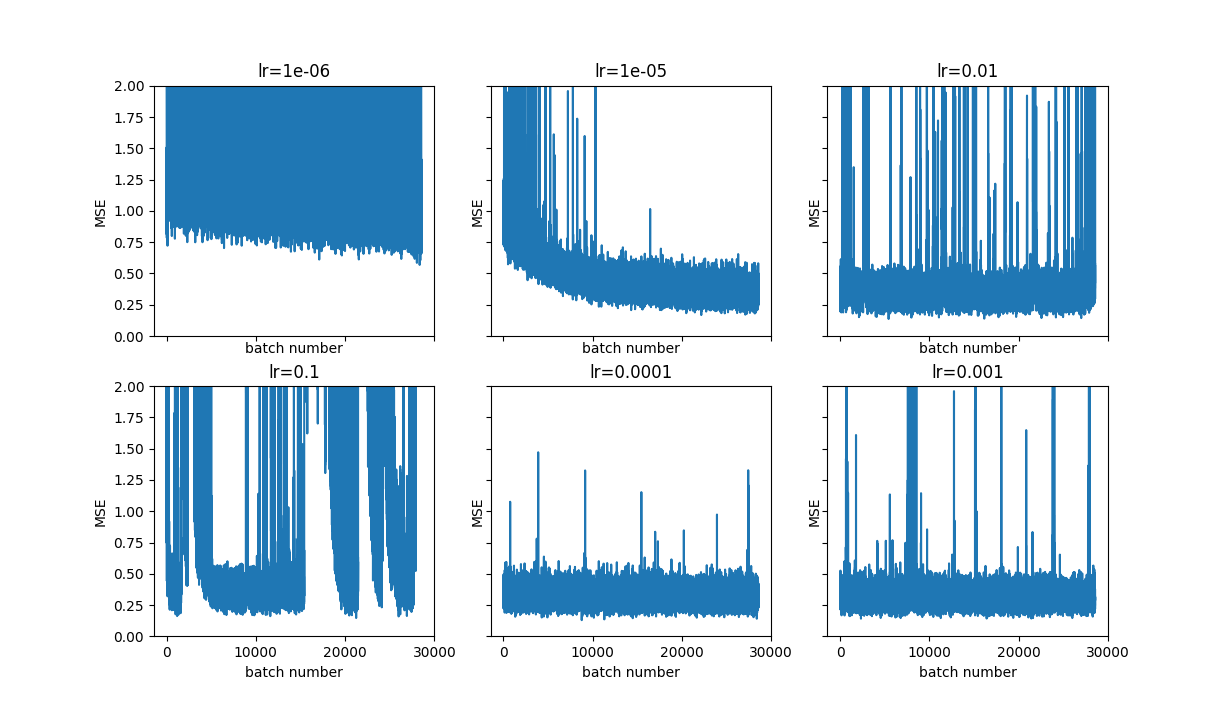 lr=1e-06
lr=1e-05
lr=0.01
2.00
1.75
1.50
1.25
1.00
0.75
0.50
0.25
0.00
MSE
MSE
MSE
batch number
batch number
batch number
lr=0.1
lr=0.0001
lr=0.001
2.00
1.75
1.50
1.25
1.00
0.75
0.50
0.25
0.00
MSE
MSE
MSE
0 10000 20000 30000
0 10000 20000 30000
0 10000 20000 30000
batch number
batch number
batch number